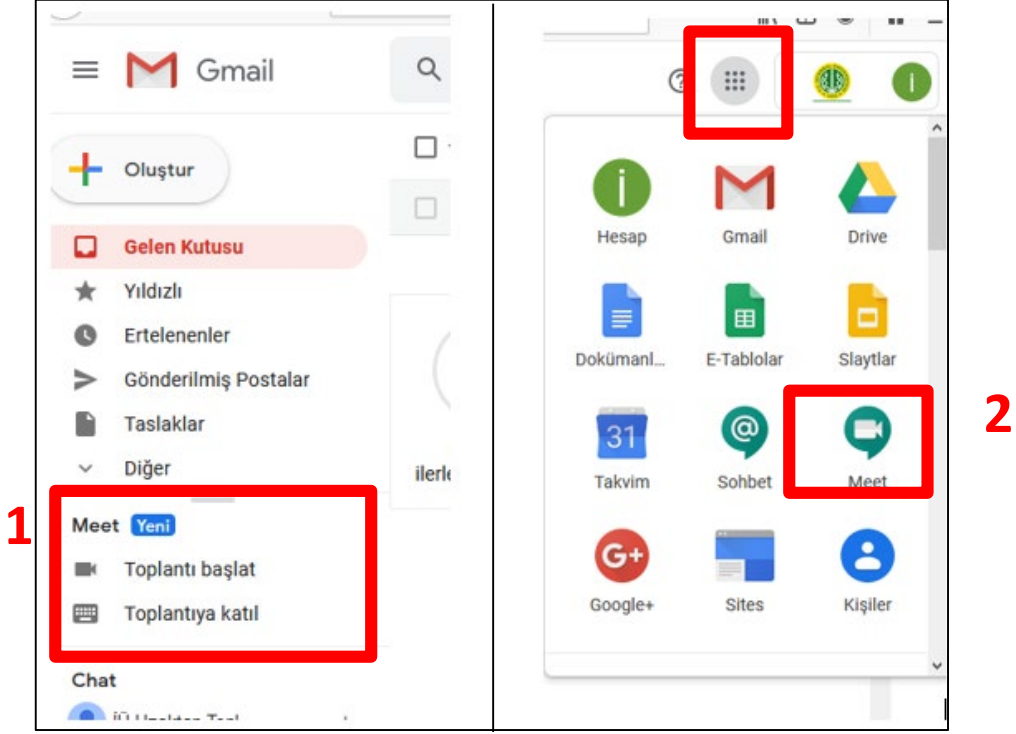 Gmail
Oluştur
Gelen Kutusu
Yıldızlı
Ertelenenler
Gönderilmiş Postalar
Taslaklar
Diğer
1
Meet Yeni
Toplantı başlat
Toplantıya katıl
Chat
i
Hesap Gmail Drive
Dokümanl... E-Tablolar Slaytlar
31
Takvim Sohbet Meet
2
G+
Google+ Sites Kişiler